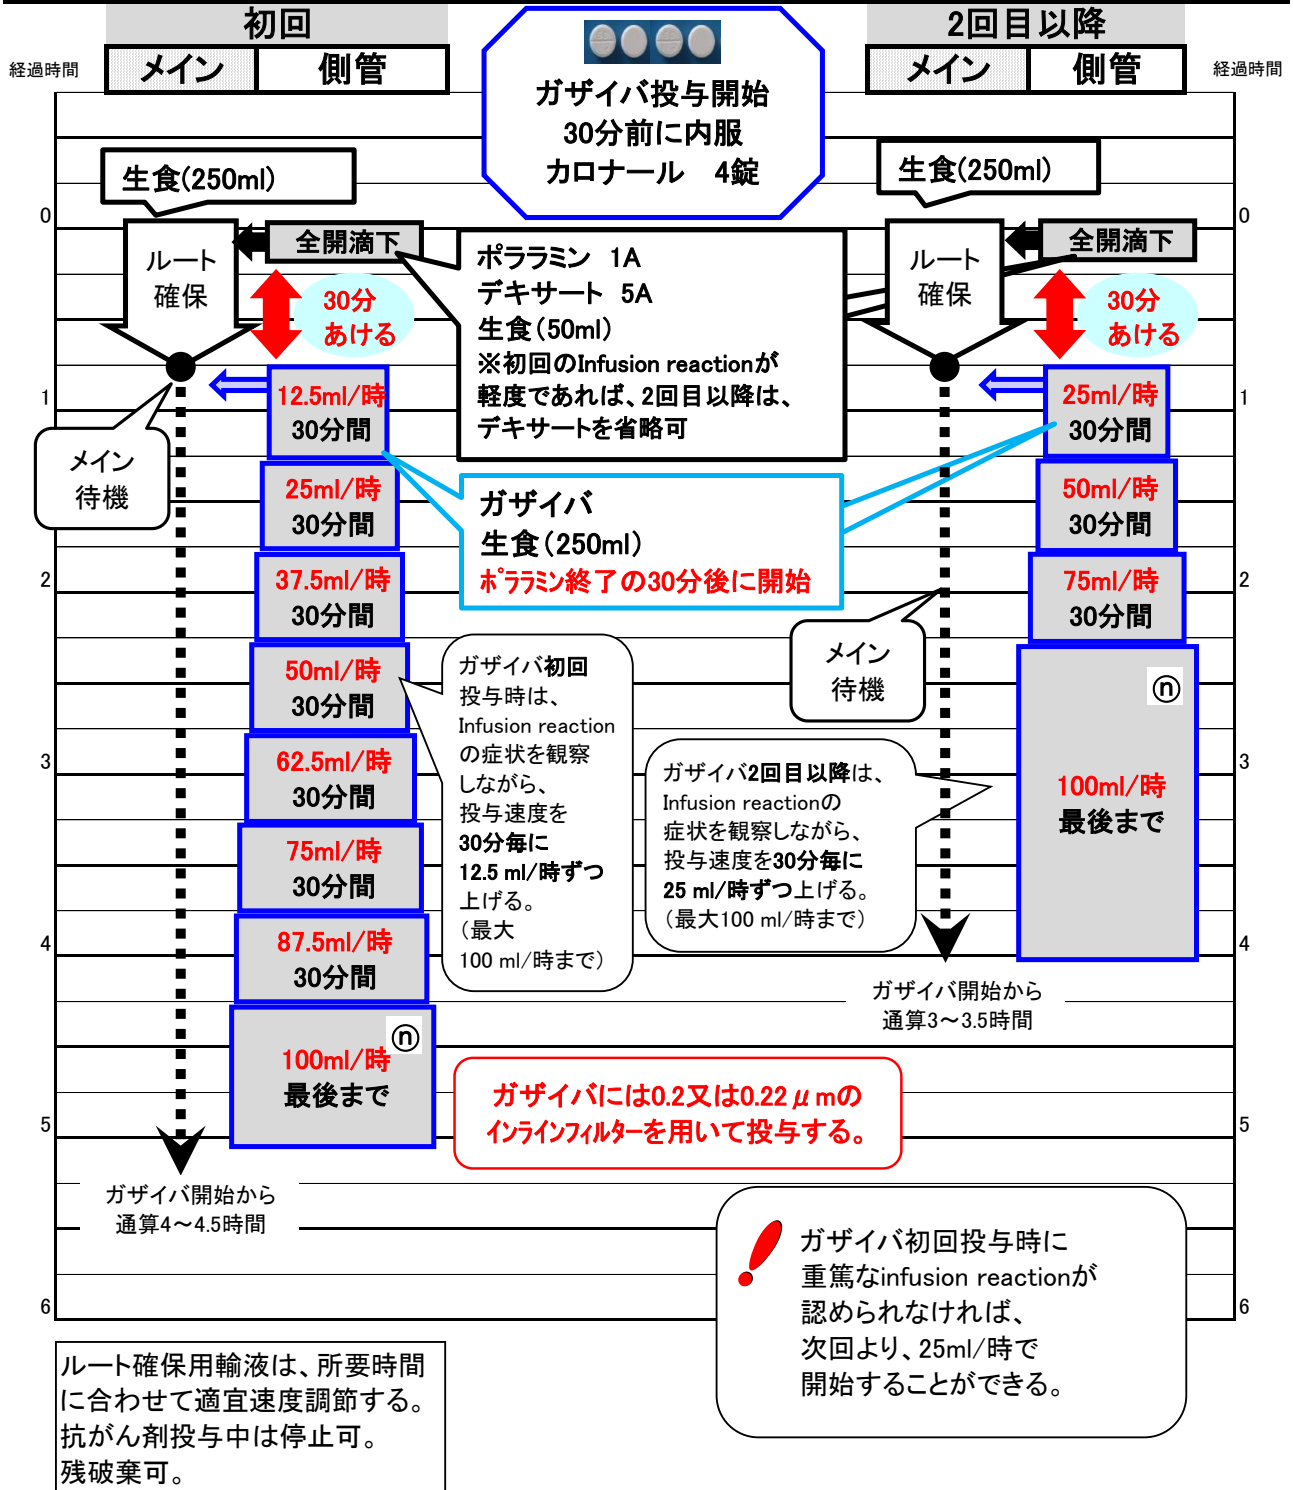 初回
2回目以降
経過時間
メイン
側管
メイン
側管
経過時間
ガザイバ投与開始
30分前に内服
カロナール　4錠
生食(250ml)
生食(250ml)
0
0
ルート
確保
全開滴下
30分
あける
ポララミン　1A
デキサート　5A
生食(50ml)
※初回のInfusion reactionが
軽度であれば、2回目以降は、
デキサートを省略可
ルート
確保
全開滴下
30分
あける
1
1
メイン
待機
12.5ml/時
30分間
25ml/時
30分間
37.5ml/時
30分間
50ml/時
30分間
62.5ml/時
30分間
75ml/時
30分間
87.5ml/時
30分間
ⓝ
100ml/時
最後まで
ガザイバ
生食(250ml)
ﾎﾟﾗﾗﾐﾝ終了の30分後に開始
25ml/時
30分間
50ml/時
30分間
75ml/時
30分間
ⓝ
100ml/時
最後まで
2
2
メイン
待機
ガザイバ初回
投与時は、
Infusion reaction
の症状を観察
しながら、
投与速度を
30分毎に
12.5 ml/時ずつ
上げる。
(最大
100 ml/時まで)
3
3
ガザイバ2回目以降は、
Infusion reactionの
症状を観察しながら、
投与速度を30分毎に
25 ml/時ずつ上げる。
(最大100 ml/時まで)
4
4
ガザイバ開始から
通算3～3.5時間
ガザイバには0.2又は0.22μmの
ｲﾝﾗｲﾝﾌｨﾙﾀｰを用いて投与する。
5
5
ガザイバ開始から
通算4～4.5時間
ガザイバ初回投与時に
重篤なinfusion reactionが
認められなければ、
次回より、25ml/時で
開始することができる。
6
6
ルート確保用輸液は、所要時間
に合わせて適宜速度調節する。
抗がん剤投与中は停止可。
残破棄可。